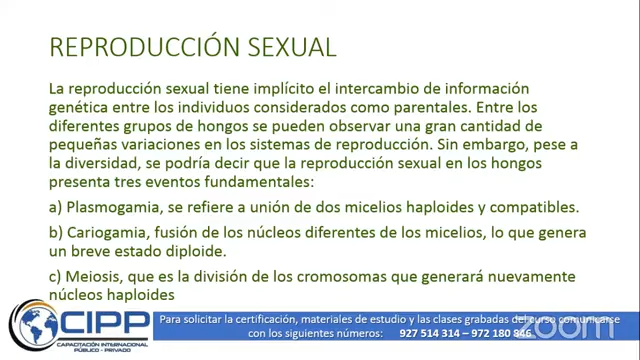 REPRODUCCIÓN SEXUAL
La reproducción sexual tiene implícito el intercambio de información
genética entre los individuos considerados como parentales. Entre los
diferentes grupos de hongos se pueden observar una gran cantidad de
pequeñas variaciones en los sistemas de reproducción. Sin embargo, pese a
la diversidad, se podría decir que la reproducción sexual en los hongos
presenta tres eventos fundamentales:
a) Plasmogamia, se refiere a unión de dos micelios haploides y compatibles.
b) Cariogamia, fusión de los núcleos diferentes de los micelios, lo que genera
un breve estado diploide.
c) Meiosis, que es la división de los cromosomas que generará nuevamente
núcleos haploides
CIPP
CAPACITACIÓN INTERNACIONAL
PÚBLICO - PRIVADO
Para solicitar la certificación, materiales de estudio y las clases grabadas del curso comunicarse
con los siguientes números: 927 514 314 – 972 180 846
zoom